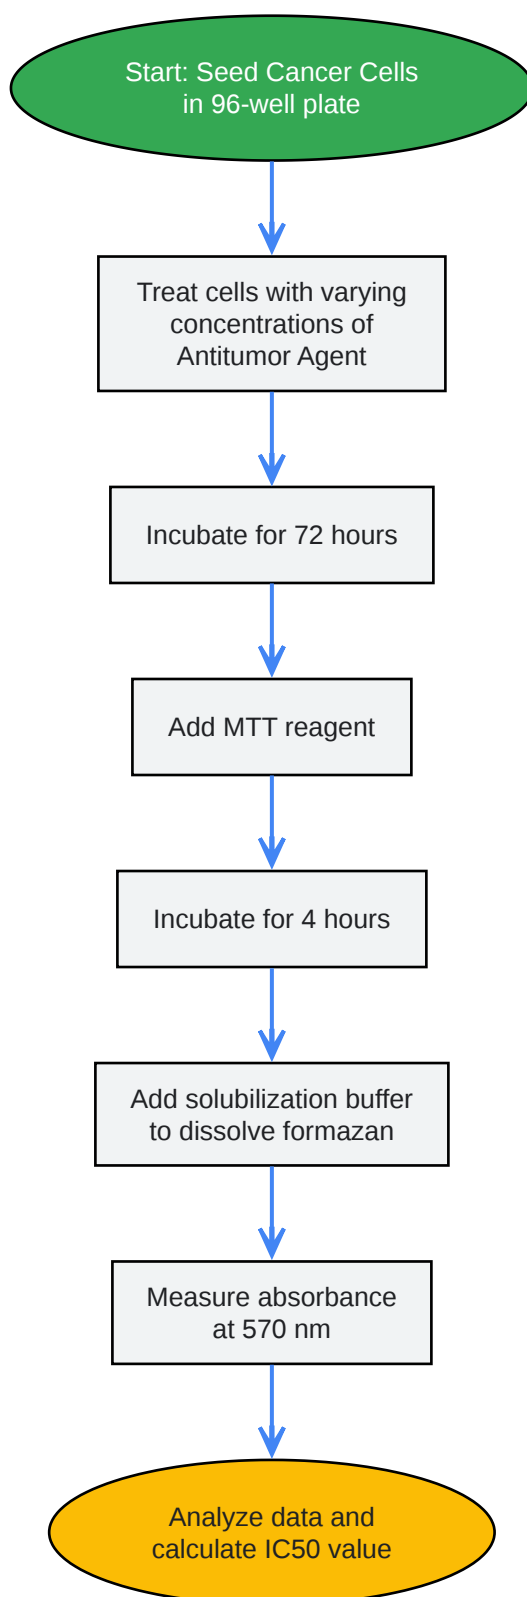 Start: Seed Cancer Cells
in 96-well plate
Treat cells with varying
concentrations of
Antitumor Agent
Incubate for 72 hours
Add MTT reagent
Incubate for 4 hours
Add solubilization buffer
to dissolve formazan
Measure absorbance
at 570 nm
Analyze data and
calculate IC50 value